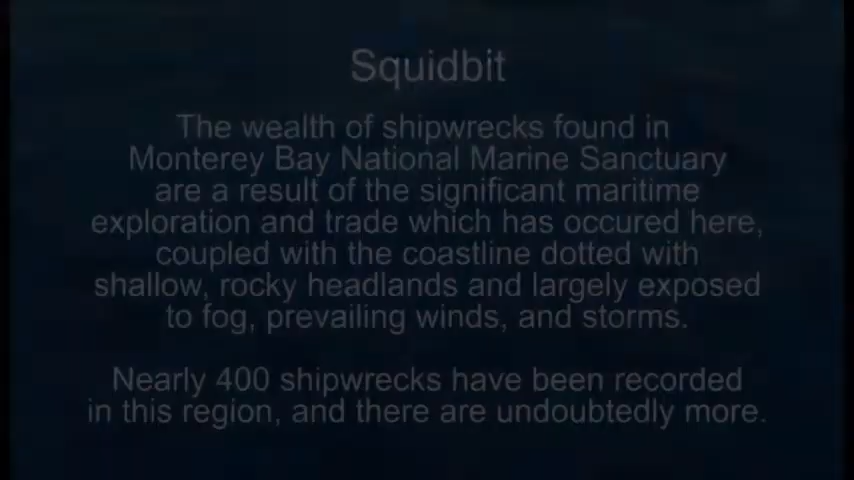 Squidbit
The wealth of shipwrecks found in
Monterey Bay National Marine Sanctuary
are a result of the significant maritime
exploration and trade which has occured here,
coupled with the coastline dotted with
shallow, rocky headlands and largely exposed
to fog, prevailing winds, and storms.
Nearly 400 shipwrecks have been recorded
in this region, and there are undoubtedly more.